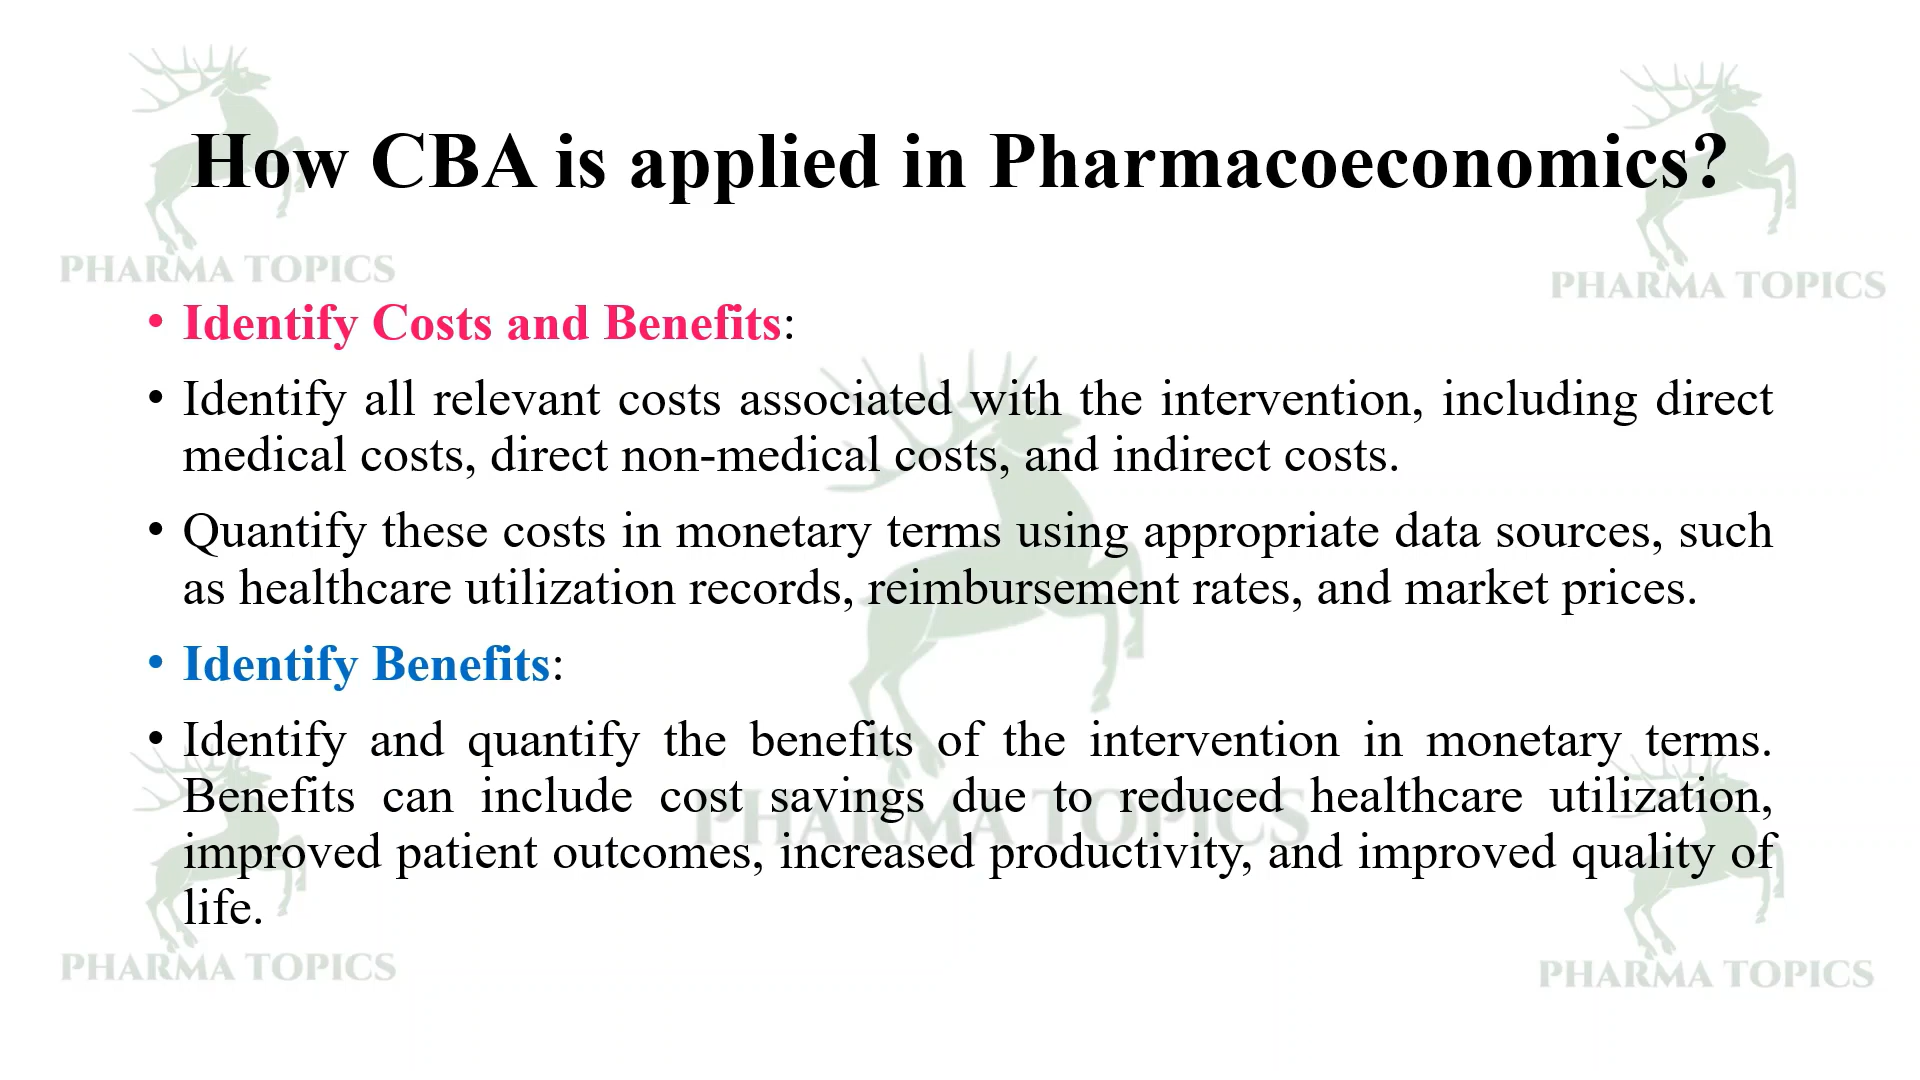 How CBA is applied in Pharmacoeconomics?
PHARMA TOPICS
PHARMA TOPICS
• Identify Costs and Benefits:
• Identify all relevant costs associated with the intervention, including direct
medical costs, direct non-medical costs, and indirect costs.
• Quantify these costs in monetary terms using appropriate data sources, such
as healthcare utilization records, reimbursement rates, and market prices.
• Identify Benefits:
• Identify and quantify the benefits of the intervention in monetary terms.
Benefits can include cost savings due to reduced healthcare utilization,
PHARMA TOPICS
improved patient outcomes, increased productivity, and improved quality of
life.
PHARMA TOPICS
PHARMA TOPICS